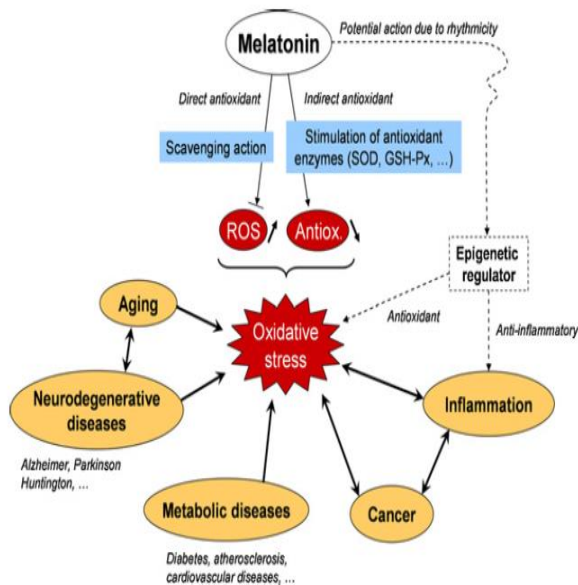 Melatonin
Potential action due to rhythmicity
Direct antioxidant
Indirect antioxidant
Scavenging action
Stimulation of antioxidant
enzymes (SOD, GSH-Px, ...)
ROS
Antiox.
Epigenetic
regulator
Aging
Oxidative
stress
Antioxidant
Anti-inflammatory
Neurodegenerative
diseases
Inflammation
Alzheimer, Parkinson
Huntington, ...
Metabolic diseases
Cancer
Diabetes, atherosclerosis,
cardiovascular diseases, ...